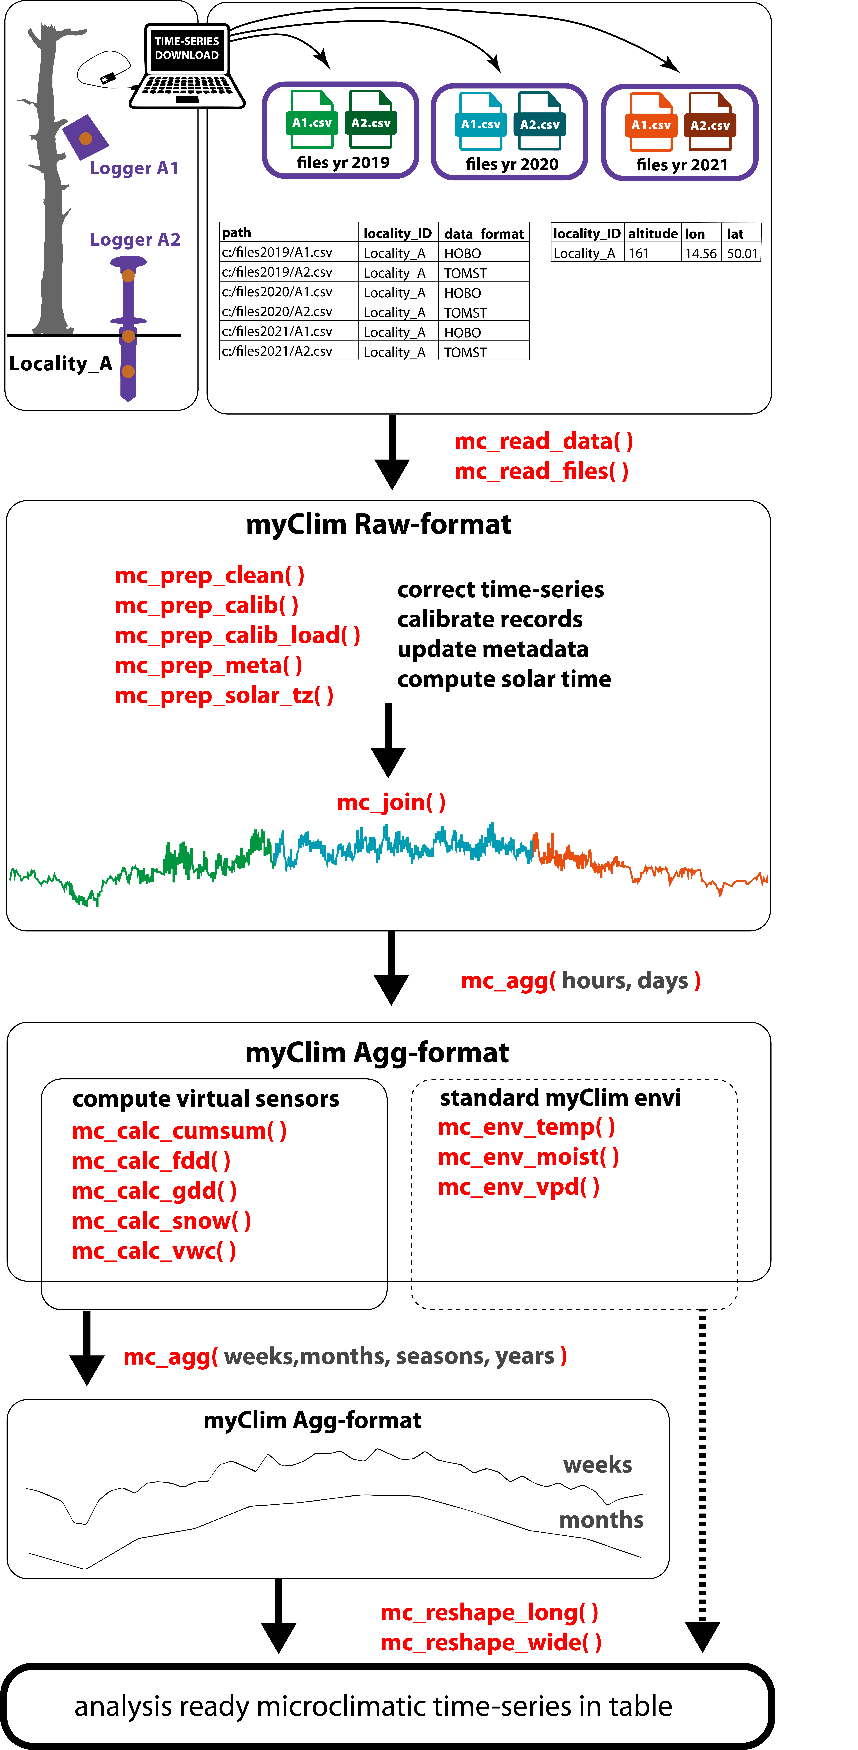 TIME-SERIES
DOWNLOAD
Logger A1
Logger A2
Locality_A
A1.csv A2.csv
files yr 2019
A1.csv A2.csv
files yr 2020
A1.csv A2.csv
files yr 2021
path locality_ID data_format
c:/files2019/A1.csv Locality_A HOBO
c:/files2019/A2.csv Locality_A TOMST
c:/files2020/A1.csv Locality_A HOBO
c:/files2020/A2.csv Locality_A TOMST
c:/files2021/A1.csv Locality_A HOBO
c:/files2021/A2.csv Locality_A TOMST
locality_ID altitude lon lat
Locality_A 161 14.56 50.01
mc_read_data( )
mc_read_files( )
myClim Raw-format
mc_prep_clean( )
mc_prep_calib( )
mc_prep_calib_load( )
mc_prep_meta( )
mc_prep_solar_tz( )
correct time-series
calibrate records
update metadata
compute solar time
mc_join( )
mc_agg( hours, days )
myClim Agg-format
compute virtual sensors
mc_calc_cumsum( )
mc_calc_fdd( )
mc_calc_gdd( )
mc_calc_snow( )
mc_calc_vwc( )
standard myClim envi
mc_env_temp( )
mc_env_moist( )
mc_env_vpd( )
mc_agg( weeks,months, seasons, years )
myClim Agg-format
weeks
months
mc_reshape_long( )
mc_reshape_wide( )
analysis ready microclimatic time-series in table